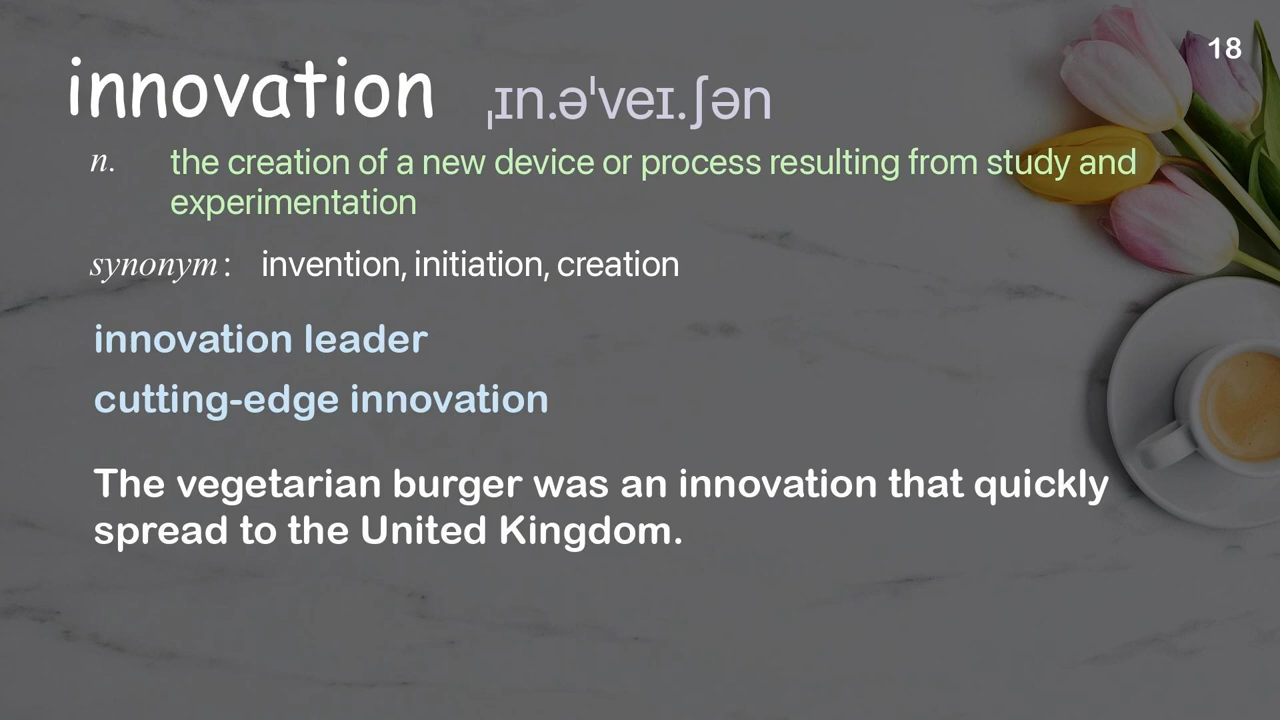 18
innovation ˌɪn.əˈveɪ.ʃən
n. the creation of a new device or process resulting from study and
experimentation
synonym : invention, initiation, creation
innovation leader
cutting-edge innovation
The vegetarian burger was an innovation that quickly
spread to the United Kingdom.